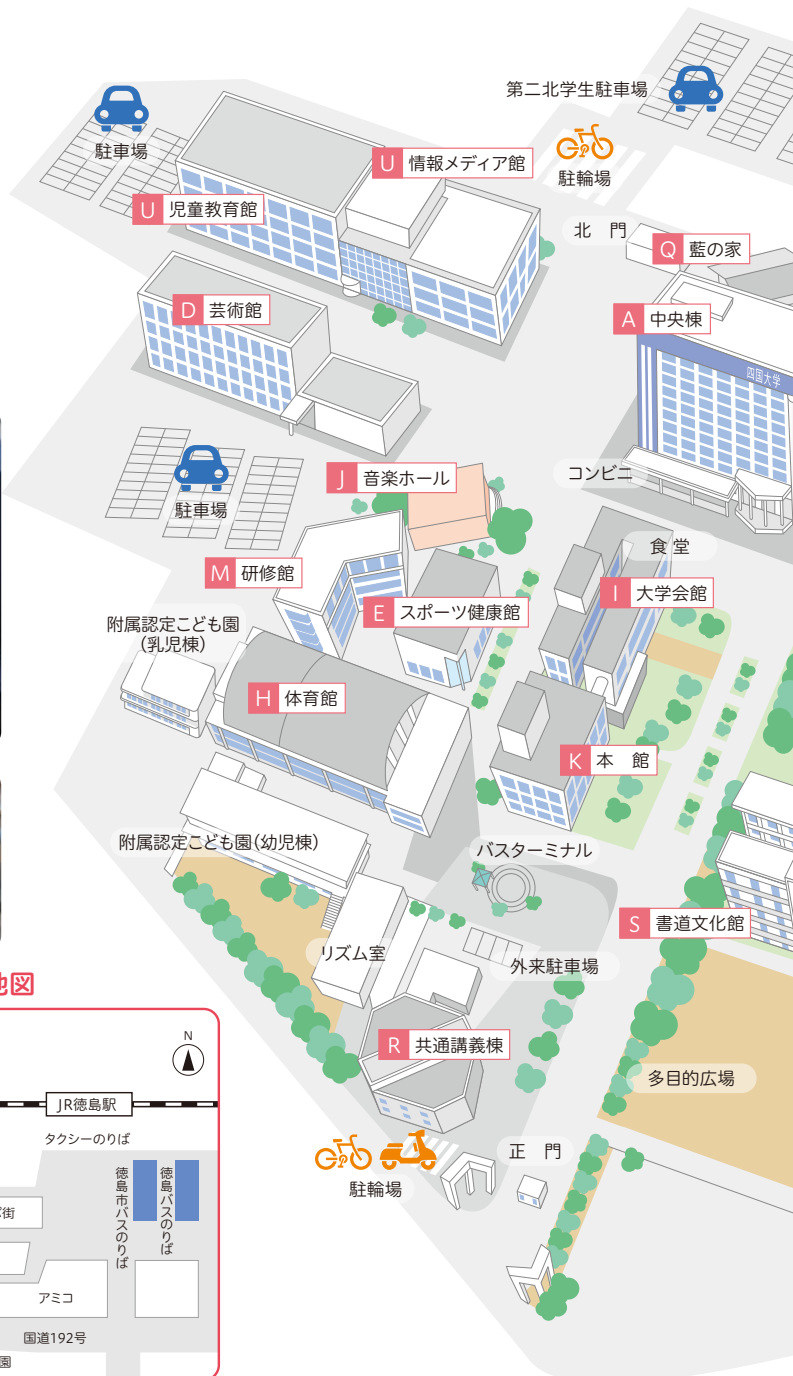 第二北学生駐車場
駐車場
駐輪場
U 情報メディア館
U 児童教育館
北 門
Q 藍の家
D 芸術館
A 中央棟
四国大学
コンビニ
J 音楽ホール
駐車場
食 堂
M 研修館
I 大学会館
E スポーツ健康館
附属認定こども園
(乳児棟)
H 体育館
K 本 館
附属認定こども園(幼児棟)
バスターミナル
S 書道文化館
リズム室
外来駐車場
R 共通講義棟
多目的広場
正 門
駐輪場
地図
N
JR徳島駅
タクシーのりば
徳島市バスのりば
徳島バスのりば
街
アミコ
国道192号
園